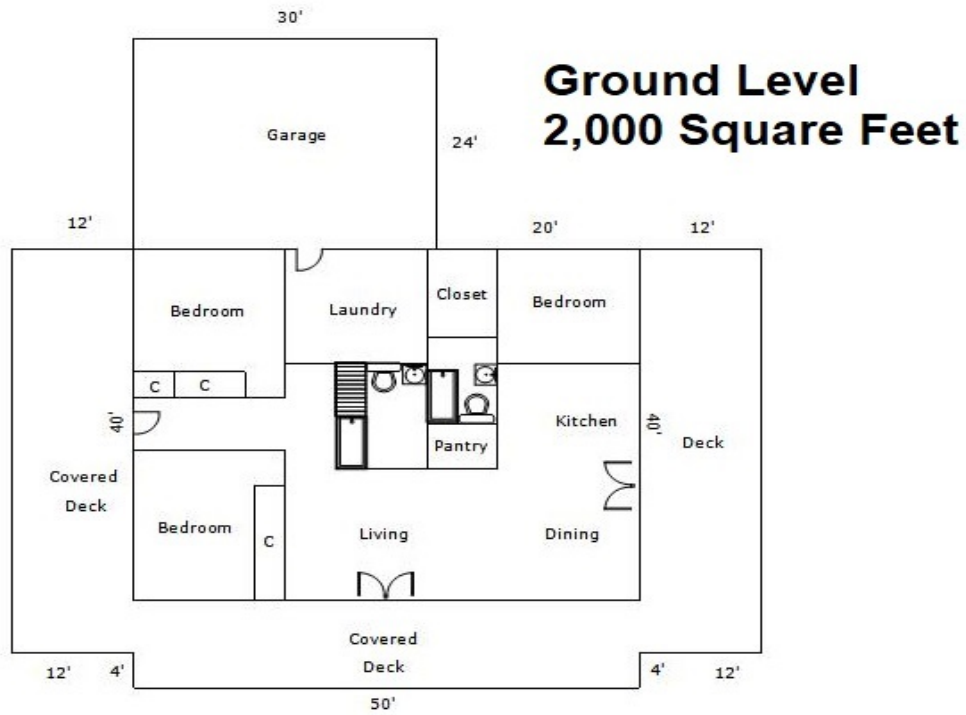 30'
Ground Level
2,000 Square Feet
Garage
24'
12'
20'
12'
Bedroom
Laundry
Closet
Bedroom
C
C
40'
Kitchen
40'
Deck
Pantry
Covered
Deck
Bedroom
C
Living
Dining
Covered
Deck
12'
4'
4'
12'
50'